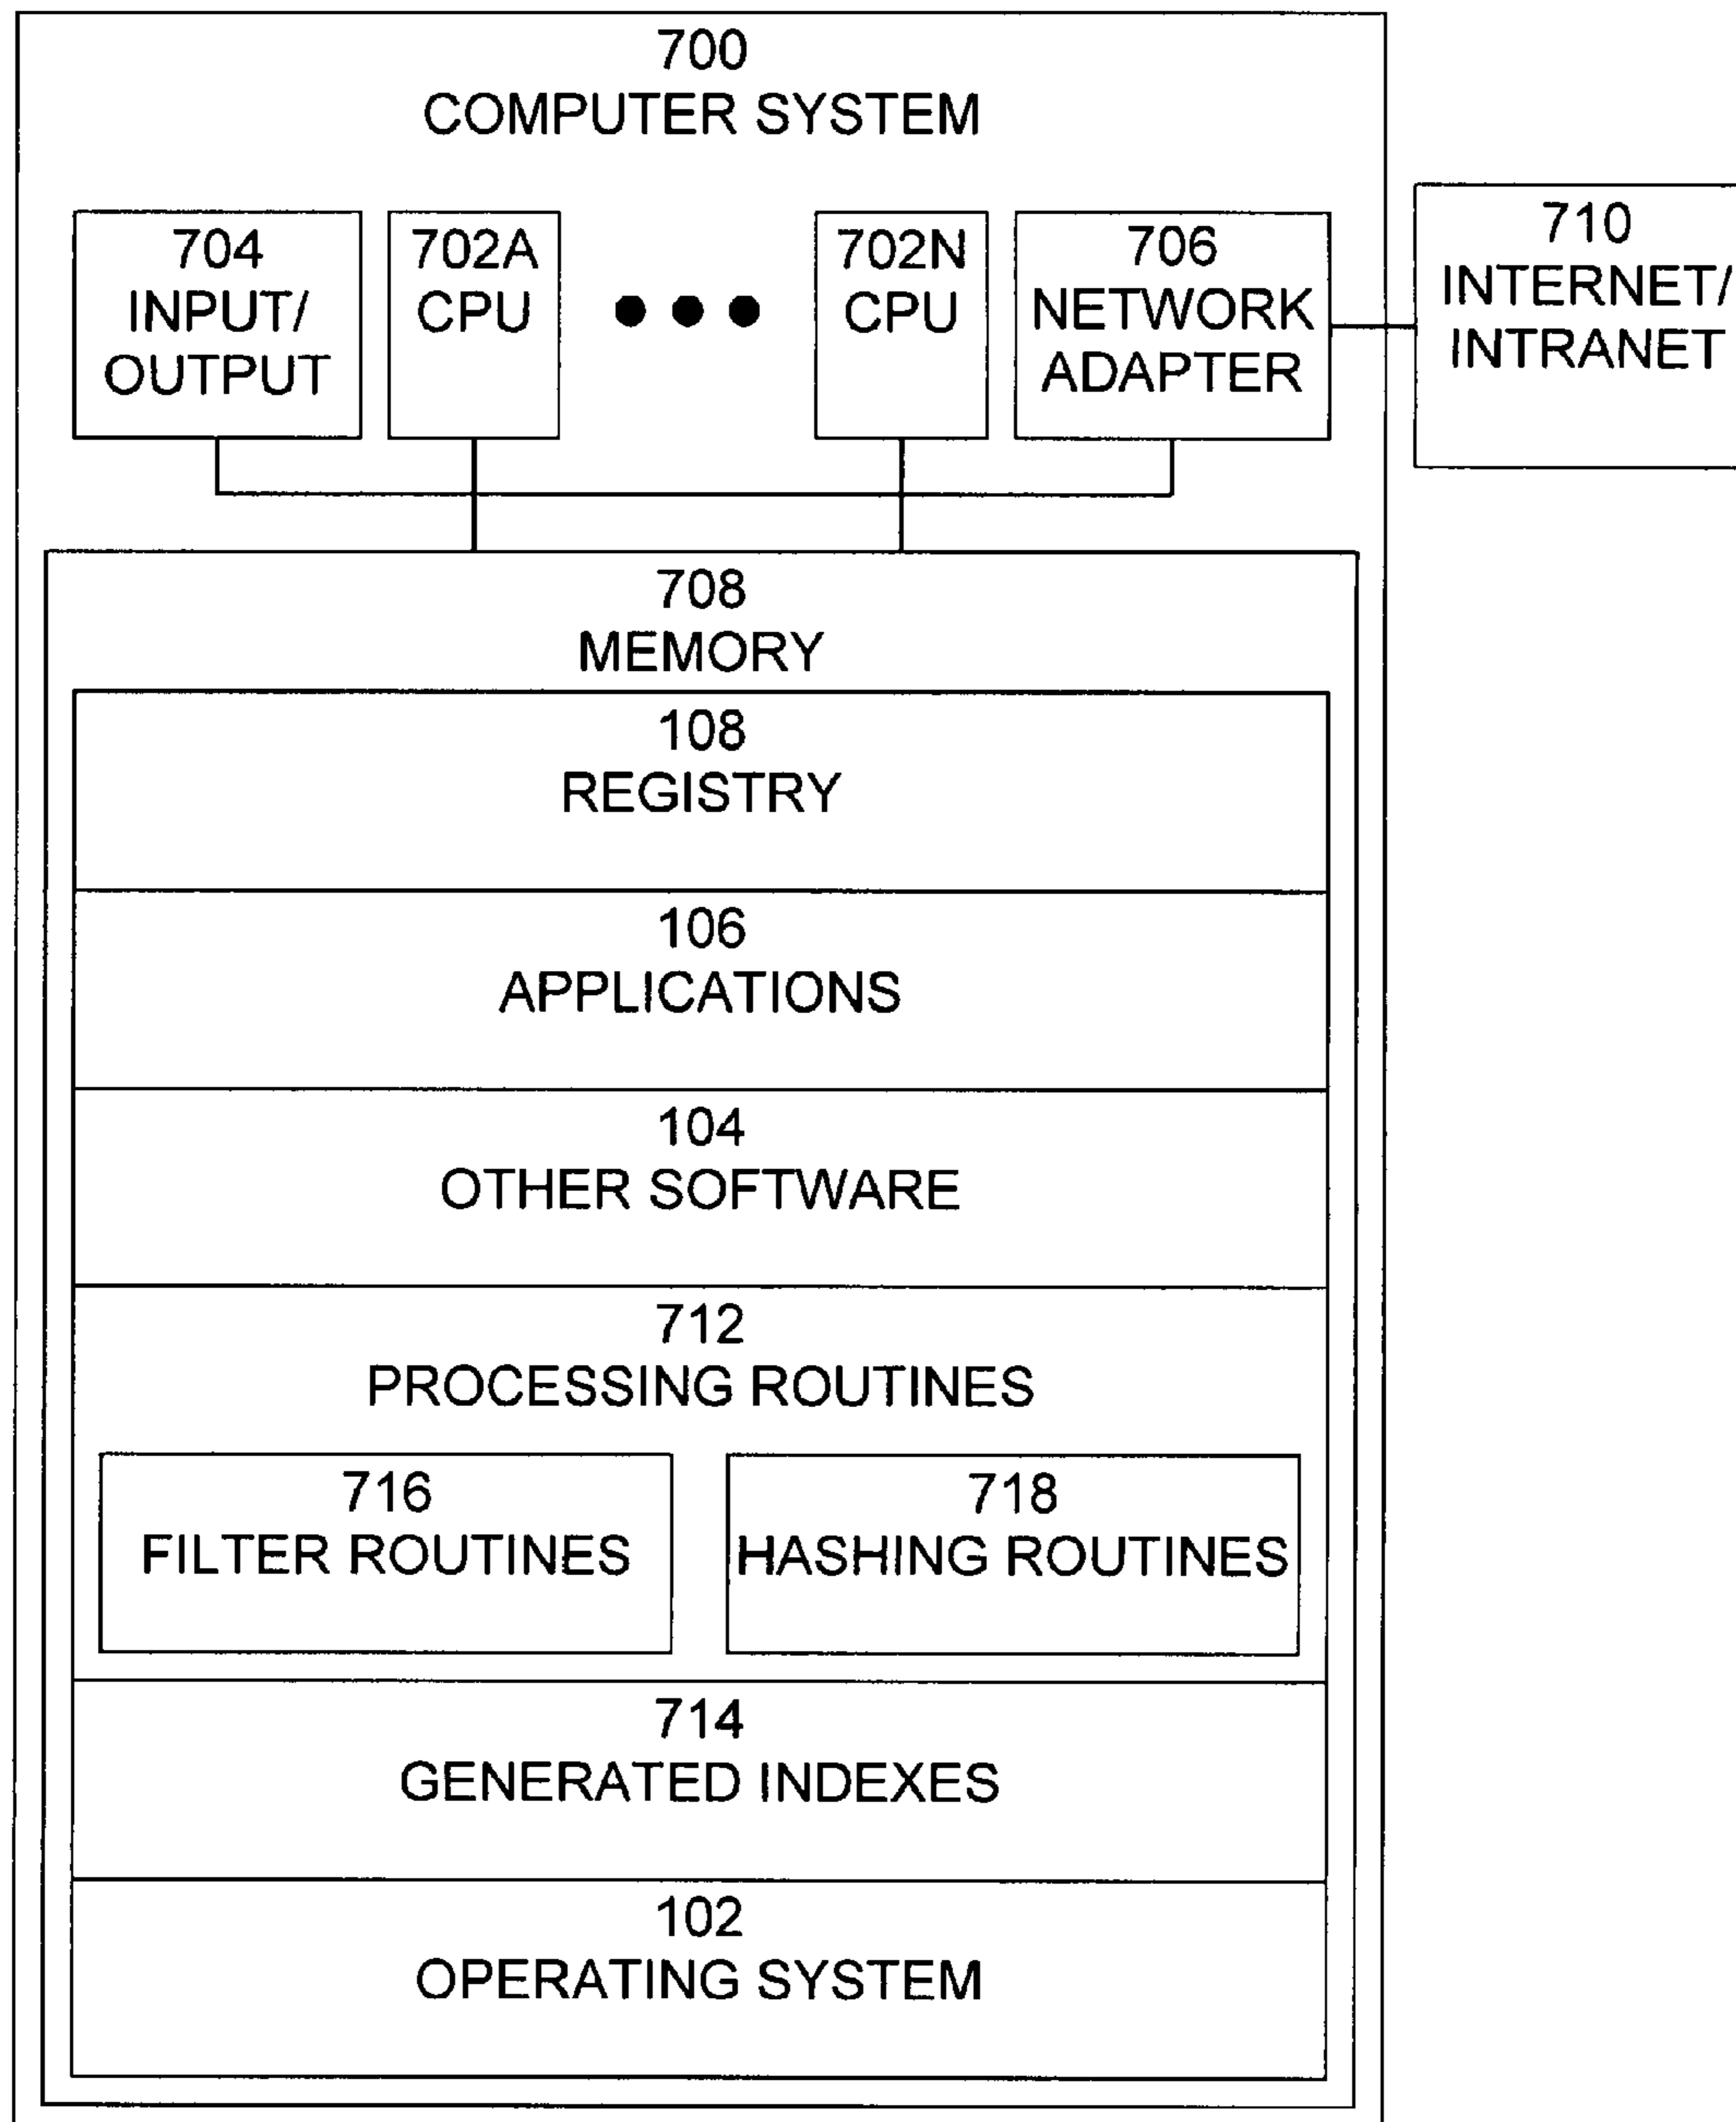 700
COMPUTER SYSTEM
704
INPUT/
OUTPUT
702A
CPU
702N
CPU
706
NETWORK
ADAPTER
710
INTERNET/
INTRANET
708
MEMORY
108
REGISTRY
106
APPLICATIONS
104
OTHER SOFTWARE
712
PROCESSING ROUTINES
716
FILTER ROUTINES
718
HASHING ROUTINES
714
GENERATED INDEXES
102
OPERATING SYSTEM